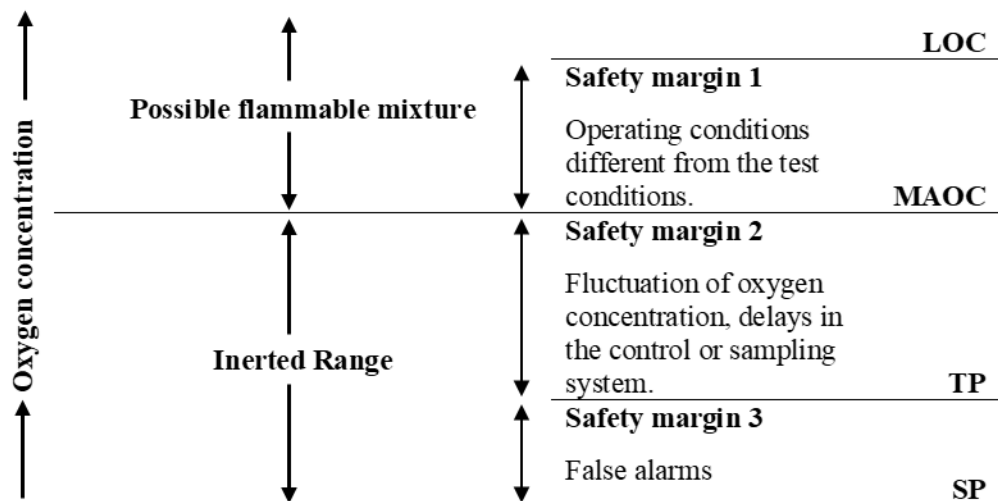 LOC
Safety margin 1
Possible flammable mixture
Operating conditions
different from the test
conditions.
MAOC
Oxygen concentration
Safety margin 2
Fluctuation of oxygen
concentration, delays in
the control or sampling
system.
Inerted Range
TP
Safety margin 3
False alarms
SP